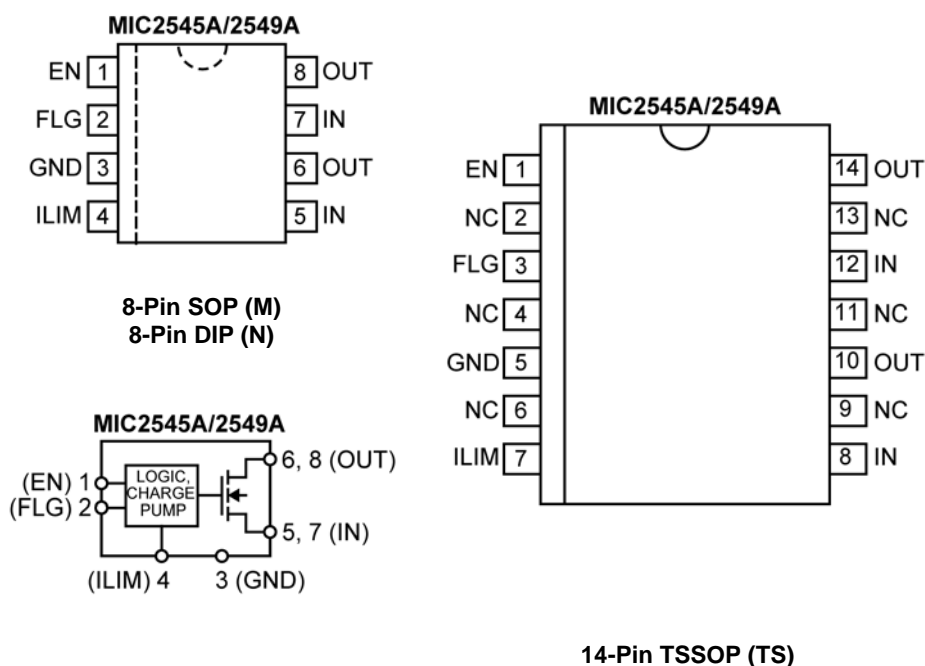 MIC2545A/2549A
EN 1 8 OUT
FLG 2 7 IN
GND 3 6 OUT
ILIM 4 5 IN
8-Pin SOP (M)
8-Pin DIP (N)
MIC2545A/2549A
(EN) 1
(FLG) 2
LOGIC,
CHARGE
PUMP
6, 8 (OUT)
5, 7 (IN)
(ILIM) 4 3 (GND)
MIC2545A/2549A
EN 1 14 OUT
NC 2 13 NC
FLG 3 12 IN
NC 4 11 NC
GND 5 10 OUT
NC 6 9 NC
ILIM 7 8 IN
14-Pin TSSOP (TS)